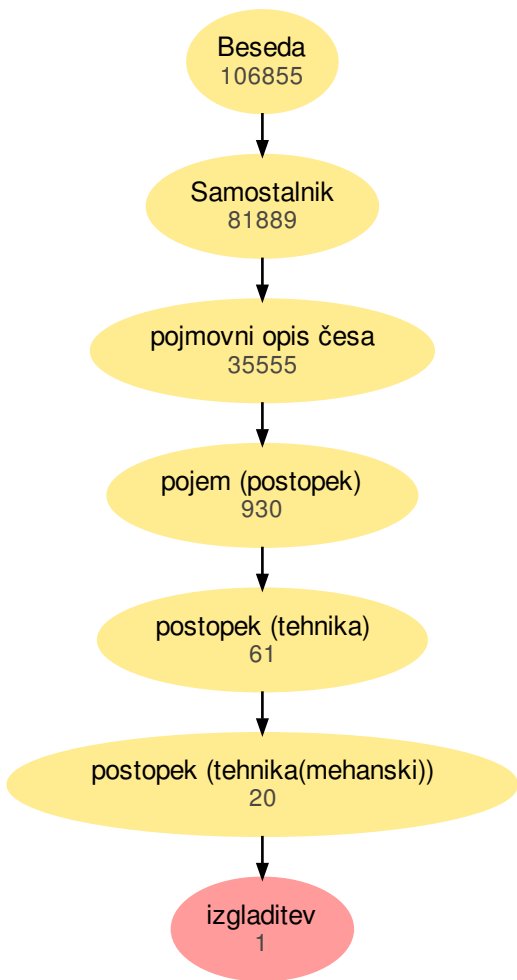 Beseda
106855
Samostalnik
81889
pojmovni opis česa
35555
pojem (postopek)
930
postopek (tehnika)
61
postopek (tehnika(mehanski))
20
izgladitev
1